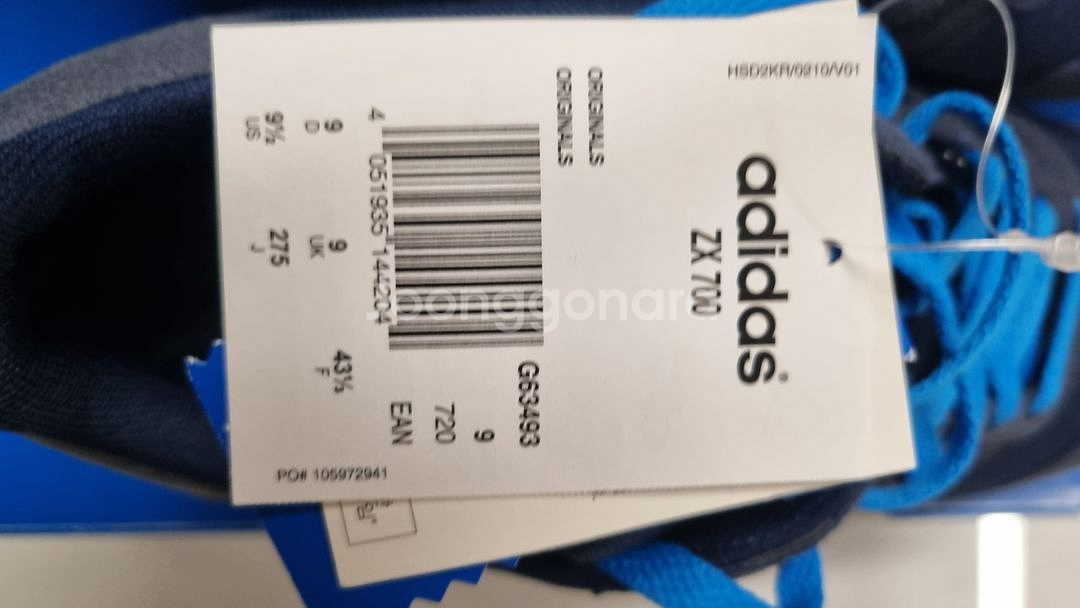 HSD2KR/0210/V01
adidas
ZX 700
ORIGINALS
ORIGINALS
G63493
9
720
EAN
4 051935 144204
9 D
9 UK
43⅓ F
9½ US
275 J
PO# 105972941